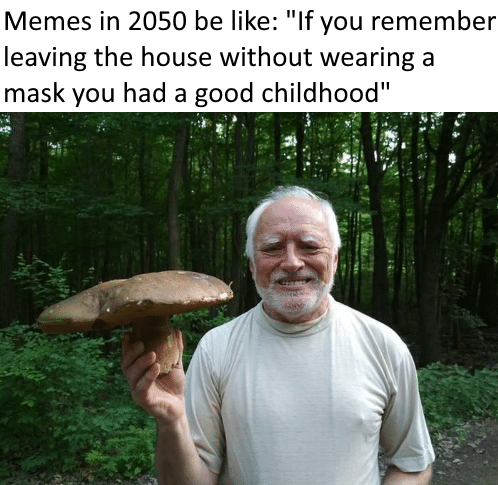 Memes in 2050 be like: "If you remember
leaving the house without wearing a
mask you had a good childhood"